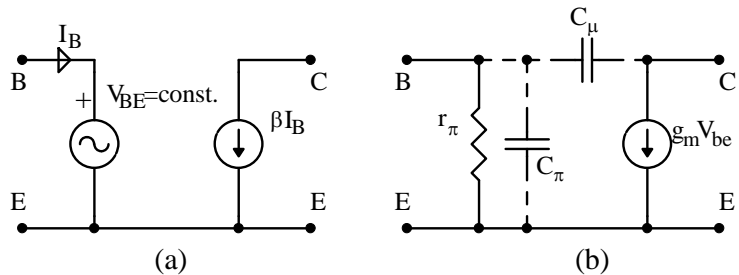 I_B
B
+
V_BE=const.
C
βI_B
E
E
(a)
C_μ
B
C
r_π
C_π
g_mV_be
E
E
(b)